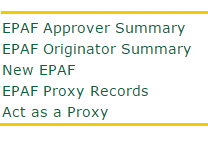 EPAF Approver Summary
EPAF Originator Summary
New EPAF
EPAF Proxy Records
Act as a Proxy